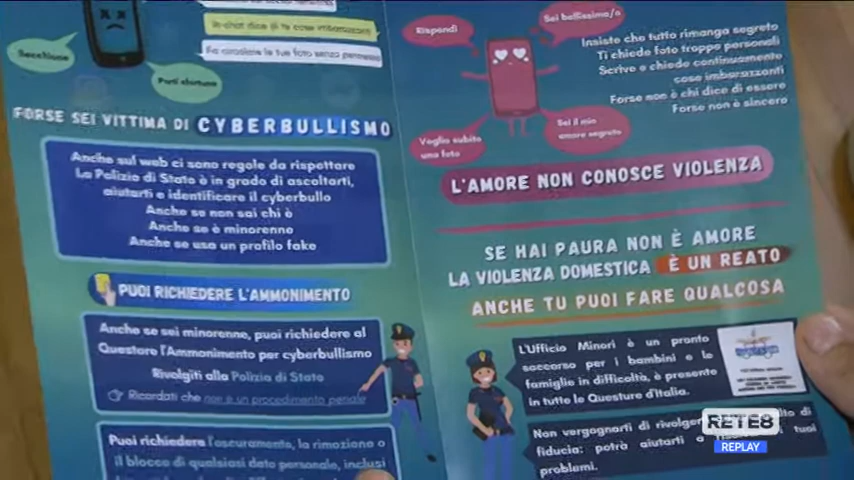 In chat dice di te cose infamanti
Fa circolare le tue foto senza permesso
Secchione
Porti sfortuna
FORSE SEI VITTIMA DI CYBERBULLISMO
Anche sul web ci sono regole da rispettare
La Polizia di Stato è in grado di ascoltarti,
aiutarti e identificare il cyberbullo
Anche se non sai chi è
Anche se è minorenne
Anche se usa un profilo fake
PUOI RICHIEDERE L'AMMONIMENTO
Anche se sei minorenne, puoi richiedere al
Questore l'Ammonimento per cyberbullismo
Rivolgiti alla Polizia di Stato
Ricordati che non è un procedimento penale
Puoi richiedere l'oscuramento, la rimozione o
il blocco di qualsiasi dato personale, inclusi
Rispondi
Sei bellissima/o
Voglio subito
una foto
Sei il mio
amore segreto
Insiste che tutto rimanga segreto
Ti chiede foto troppo personali
Scrive e chiede continuamente
cose imbarazzanti
Forse non è chi dice di essere
Forse non è sincero
L'AMORE NON CONOSCE VIOLENZA
SE HAI PAURA NON È AMORE
LA VIOLENZA DOMESTICA È UN REATO
ANCHE TU PUOI FARE QUALCOSA
L'Ufficio Minori è un pronto
soccorso per i bambini e le
famiglie in difficoltà, è presente
in tutte le Questure d'Italia.
Non vergognarti di di
fiducia: potrà aiutarti a tuoi
problemi.
RETE8
REPLAY